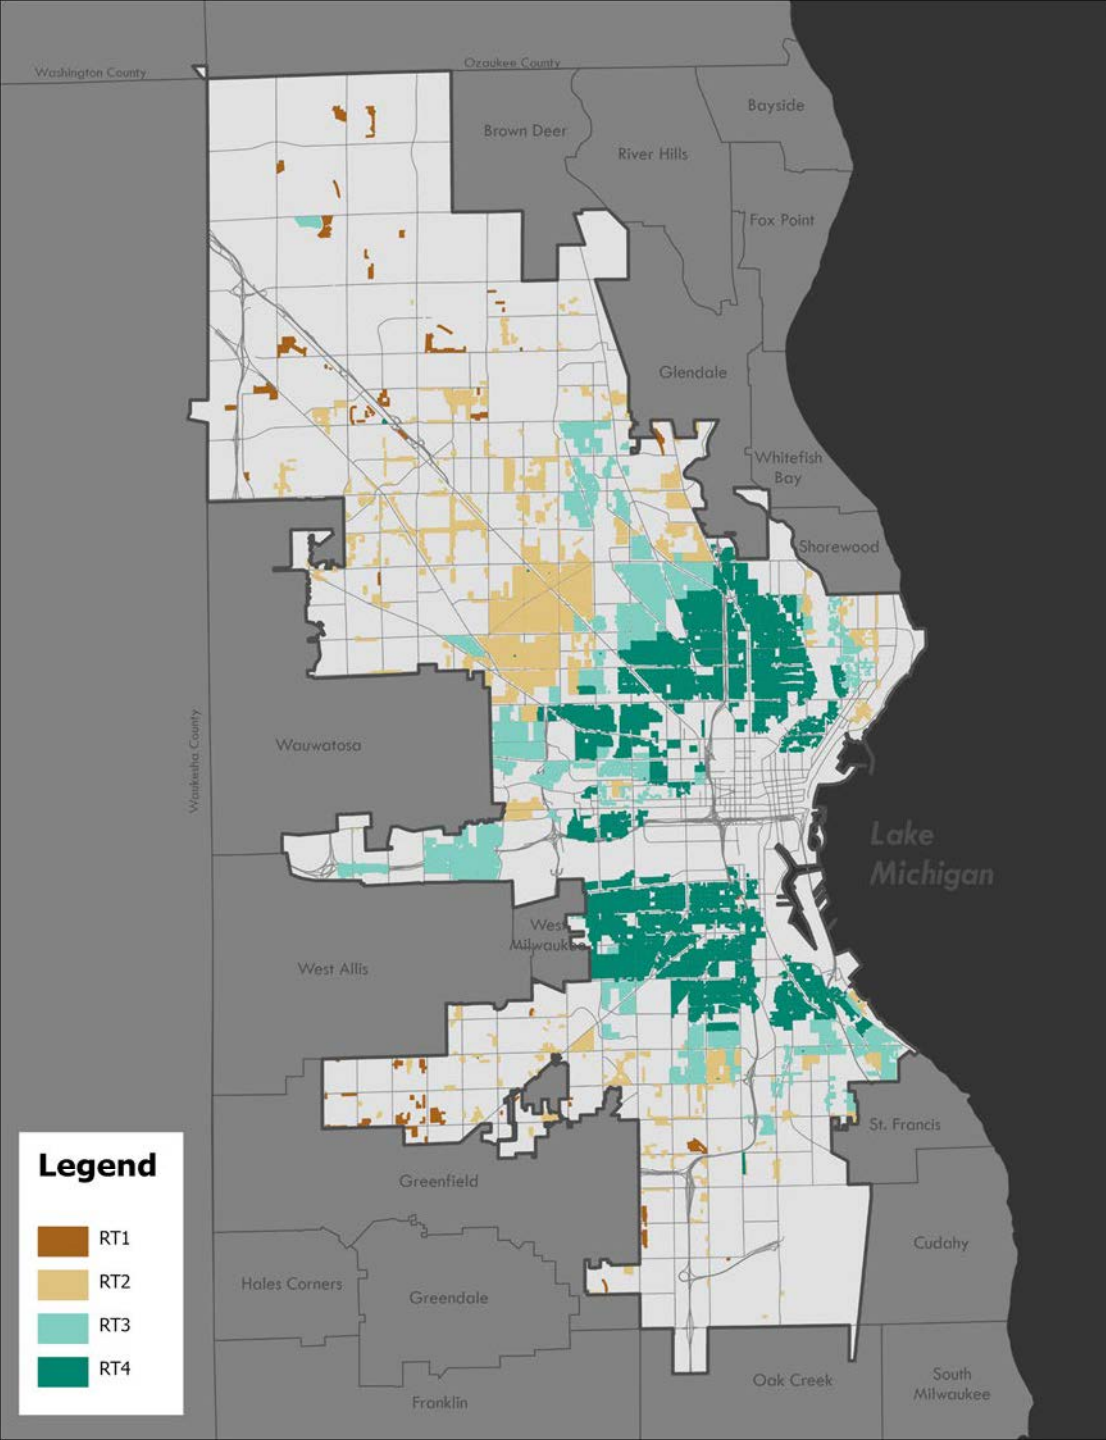 Washington County
Ozaukee County
Bayside
Brown Deer
River Hills
Fox Point
Glendale
Whitefish
Bay
Shorewood
Waukesha County
Wauwatosa
Lake
Michigan
West
Milwaukee
West Allis
St. Francis
Greenfield
Cudahy
Hales Corners
Greendale
Oak Creek
South
Milwaukee
Franklin
Legend
RT1
RT2
RT3
RT4